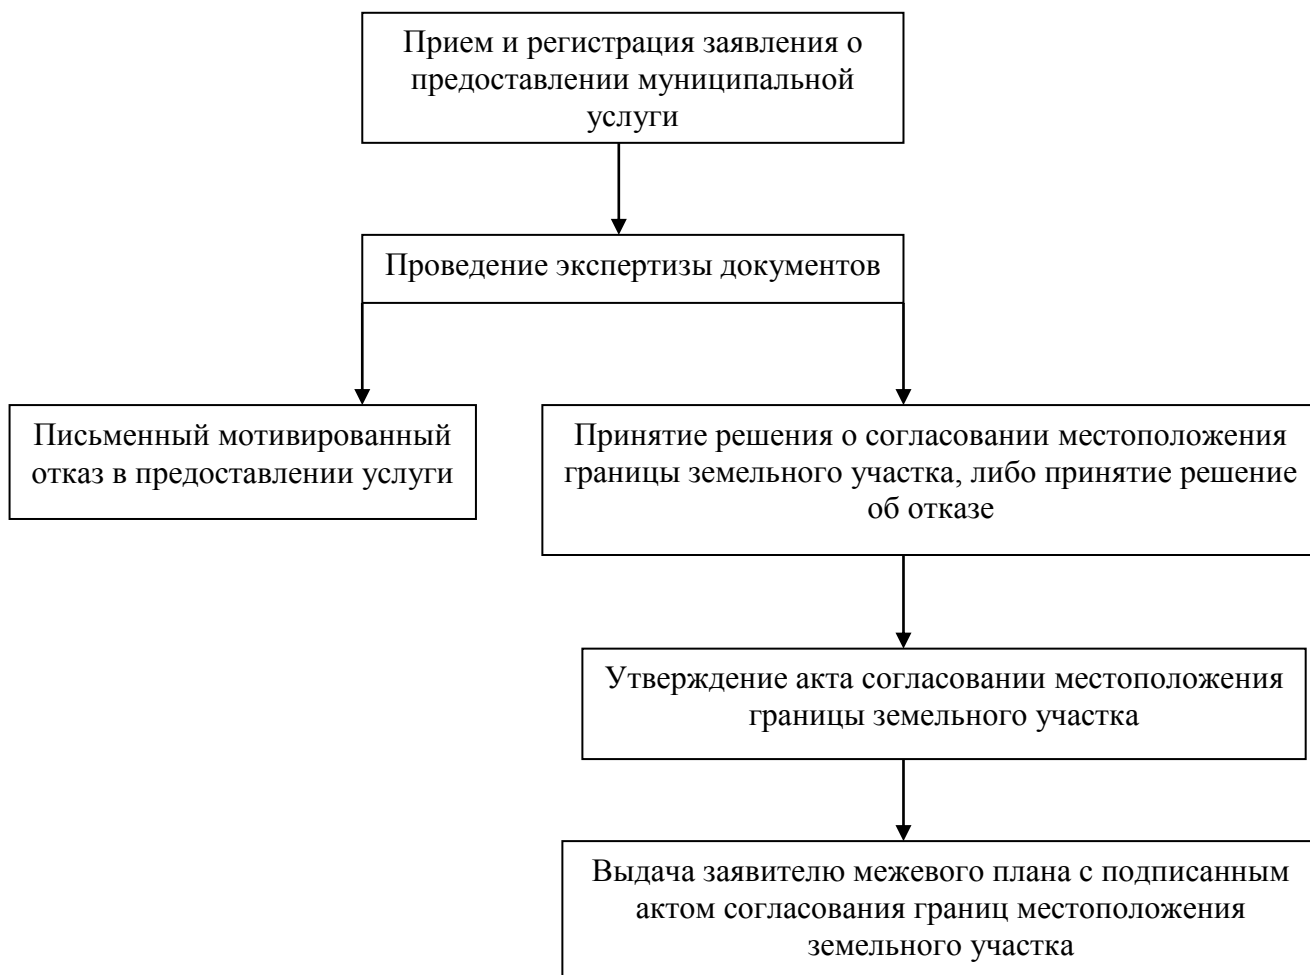 Прием и регистрация заявления о
предоставлении муниципальной
услуги
Проведение экспертизы документов
Письменный мотивированный
отказ в предоставлении услуги
Принятие решения о согласовании местоположения
границы земельного участка, либо принятие решение
об отказе
Утверждение акта согласовании местоположения
границы земельного участка
Выдача заявителю межевого плана с подписанным
актом согласования границ местоположения
земельного участка